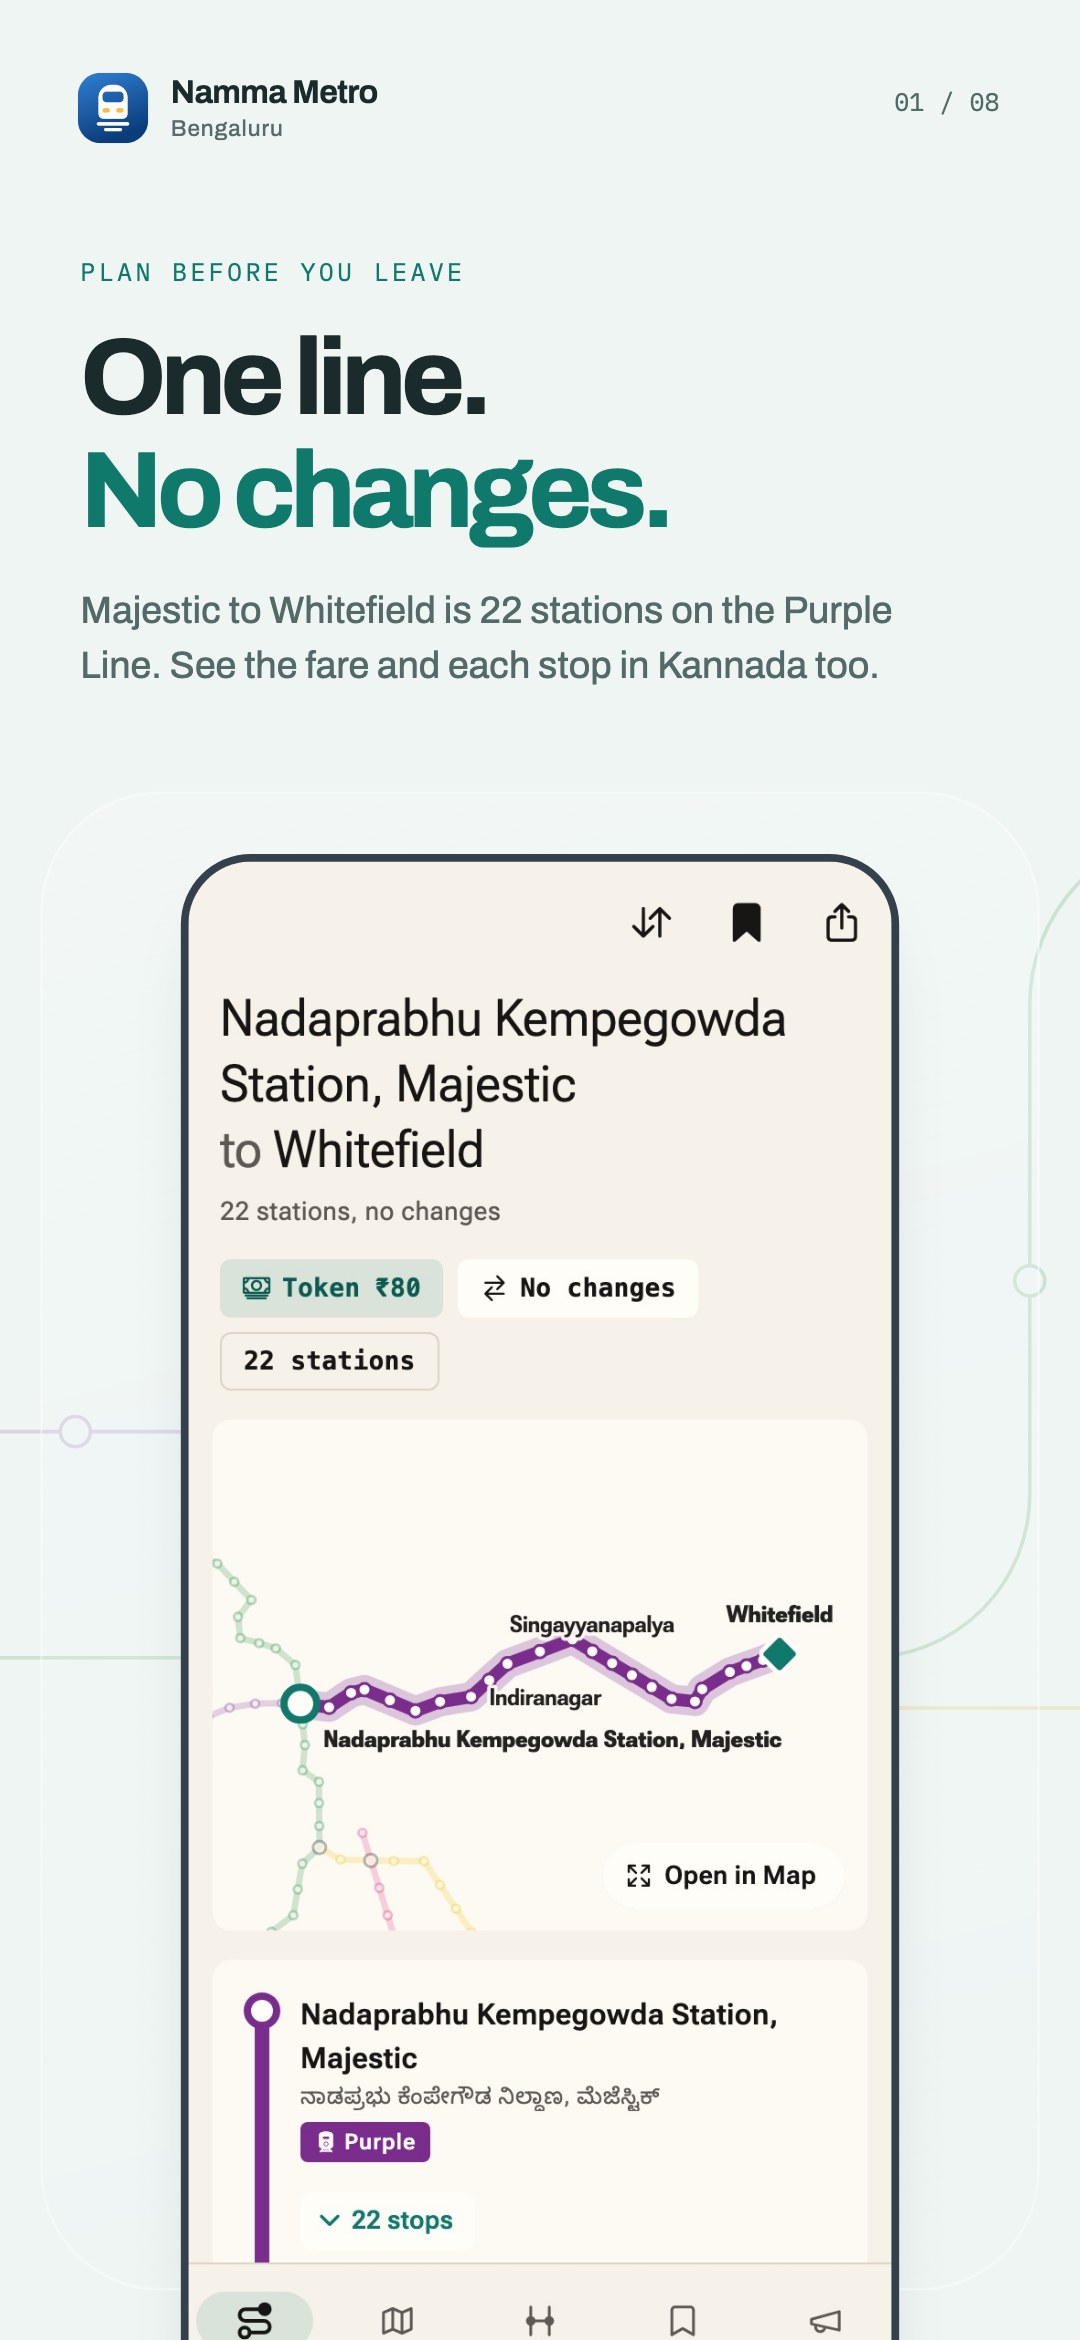 Namma Metro
Bengaluru
01 / 08
PLAN BEFORE YOU LEAVE
One line.
No changes.
Majestic to Whitefield is 22 stations on the Purple
Line. See the fare and each stop in Kannada too.
Nadaprabhu Kempegowda
Station, Majestic
to Whitefield
22 stations, no changes
Token ₹80
No changes
22 stations
Whitefield
Singayyanapalya
Indiranagar
Nadaprabhu Kempegowda Station, Majestic
Open in Map
Nadaprabhu Kempegowda Station,
Majestic
ನಾಡಪ್ರಭು ಕೆಂಪೇಗೌಡ ನಿಲ್ದಾಣ, ಮೆಜೆಸ್ಟಿಕ್
Purple
22 stops